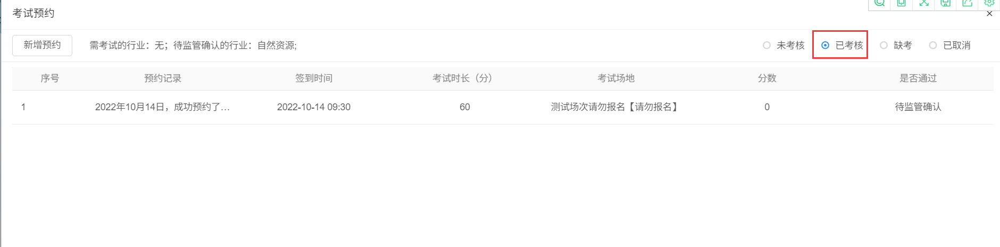 考试预约
×
新增预约 需考试的行业：无；待监管确认的行业：自然资源; 未考核 已考核 缺考 已取消
序号 预约记录 签到时间 考试时长（分） 考试场地 分数 是否通过
1 2022年10月14日，成功预约了... 2022-10-14 09:30 60 测试场次请勿报名【请勿报名】 0 待监管确认